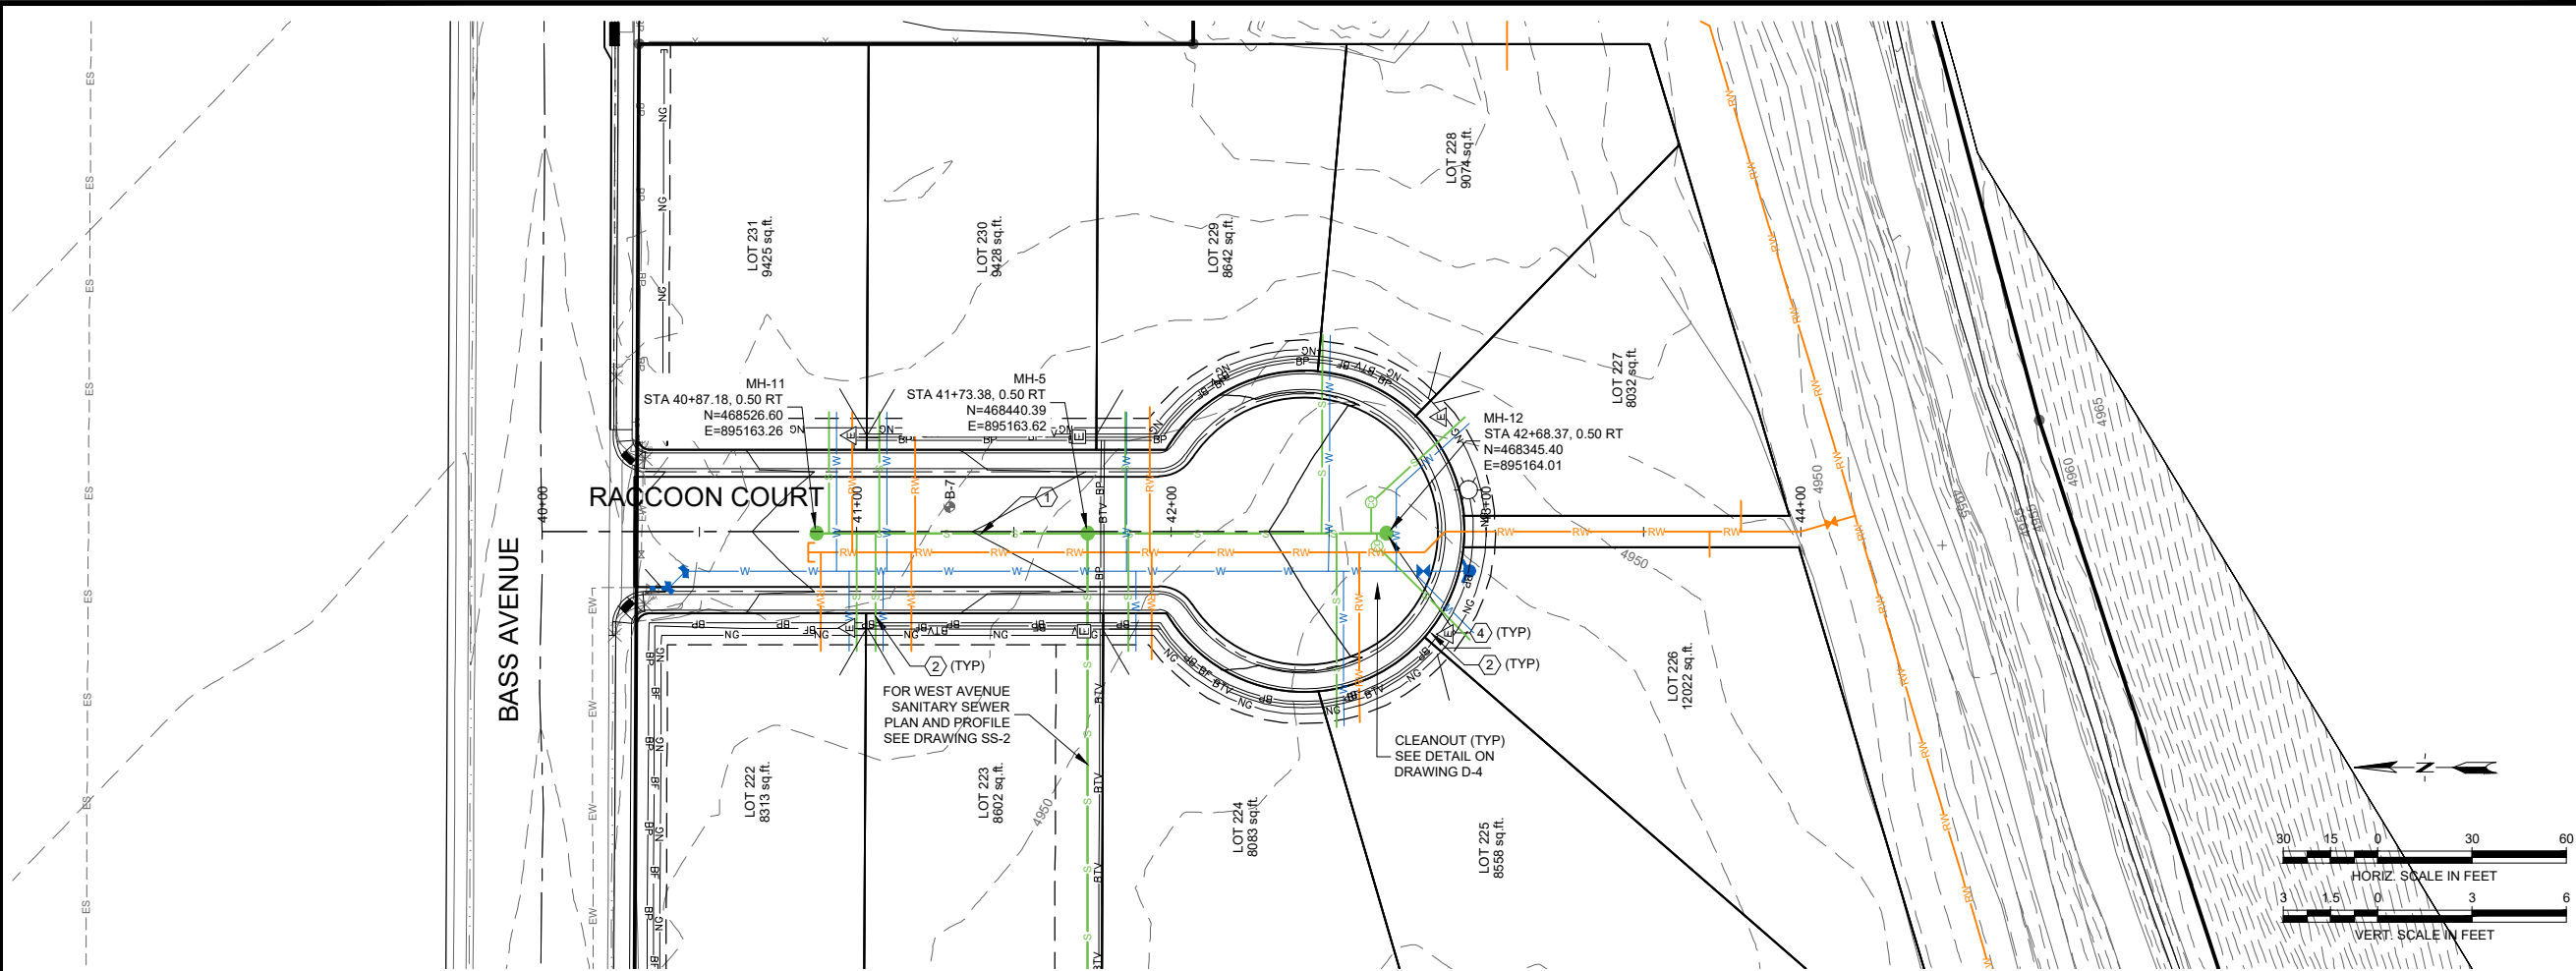 LOT 231
9425 sq.ft.
LOT 230
9428 sq.ft.
LOT 229
8642 sq.ft.
LOT 228
9074 sq.ft.
LOT 227
8032 sq.ft.
MH-11
STA 40+87.18, 0.50 RT
N=468526.60
E=895163.26
MH-5
STA 41+73.38, 0.50 RT
N=468440.39
E=895163.62
MH-12
STA 42+68.37, 0.50 RT
N=468345.40
E=895164.01
RACCOON COURT
BASS AVENUE
40+00
41+00
B-7
1
42+00
43+00
44+00
4950
4955
4955
4955
4960
4965
4950
4 (TYP)
2 (TYP)
2 (TYP)
FOR WEST AVENUE
SANITARY SEWER
PLAN AND PROFILE
SEE DRAWING SS-2
CLEANOUT (TYP)
SEE DETAIL ON
DRAWING D-4
LOT 222
8313 sq.ft.
LOT 223
8602 sq.ft.
4950
LOT 224
8083 sq.ft.
LOT 225
8558 sq.ft.
LOT 226
12022 sq.ft.
N
30 15 0 30 60
HORIZ. SCALE IN FEET
3 1.5 0 3 6
VERT. SCALE IN FEET